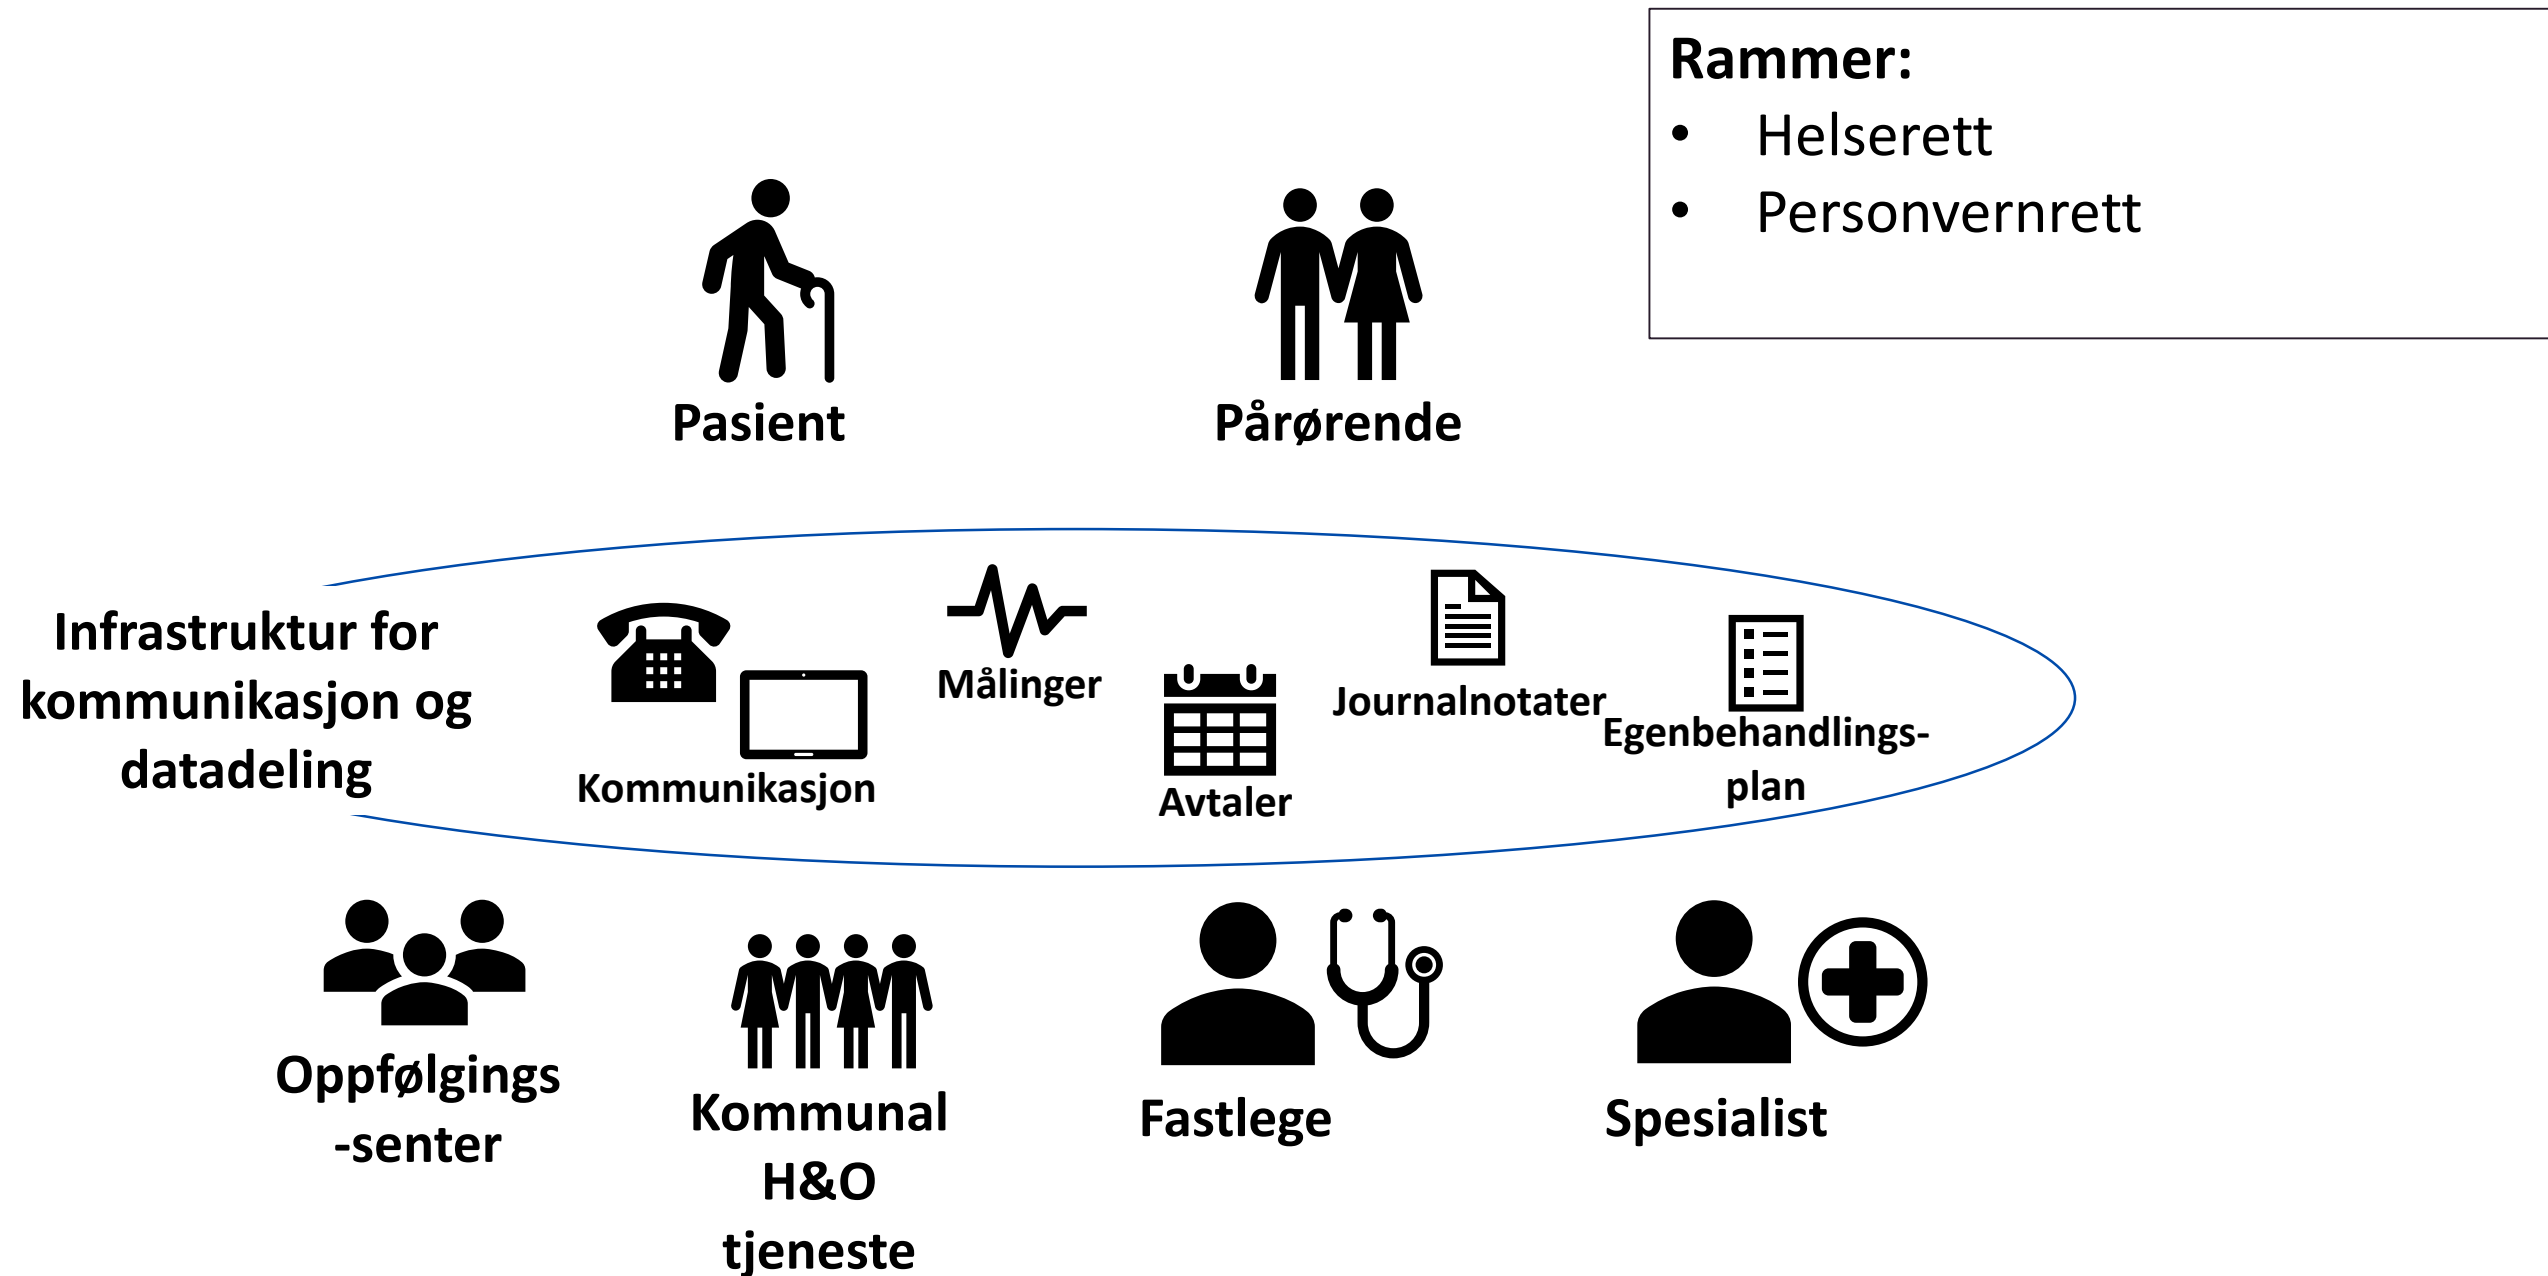 Rammer:
• Helserett
• Personvernrett
Pasient
Pårørende
Infrastruktur for
kommunikasjon og
datadeling
Kommunikasjon
Målinger
Avtaler
Journalnotater
Egenbehandlings-
plan
Oppfølgings
-senter
Kommunal
H&O
tjeneste
Fastlege
Spesialist